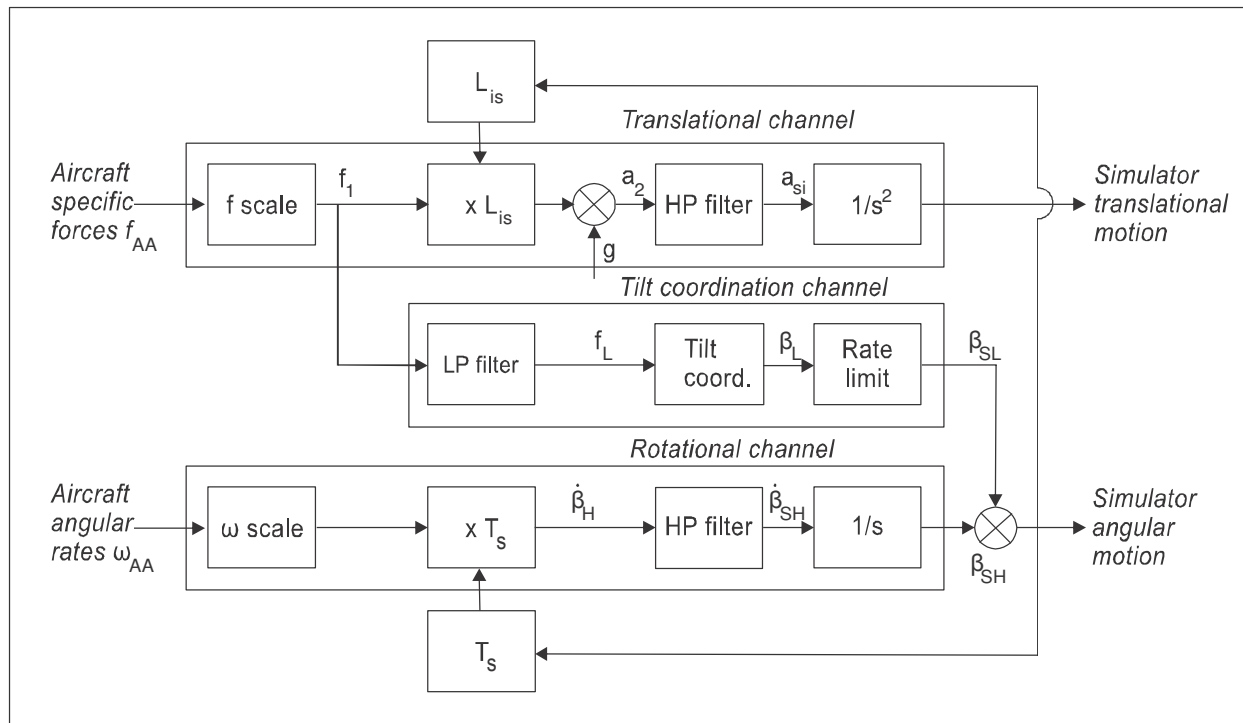 L_is
Translational channel
Aircraft
specific
forces f_AA
f scale
f_1
x L_is
a_2
HP filter
a_si
1/s^2
Simulator
translational
motion
g
Tilt coordination channel
LP filter
f_L
Tilt
coord.
β_L
Rate
limit
β_SL
Rotational channel
Aircraft
angular
rates ω_AA
ω scale
x T_s
β̇_H
HP filter
β̇_SH
1/s
β_SH
Simulator
angular
motion
T_s